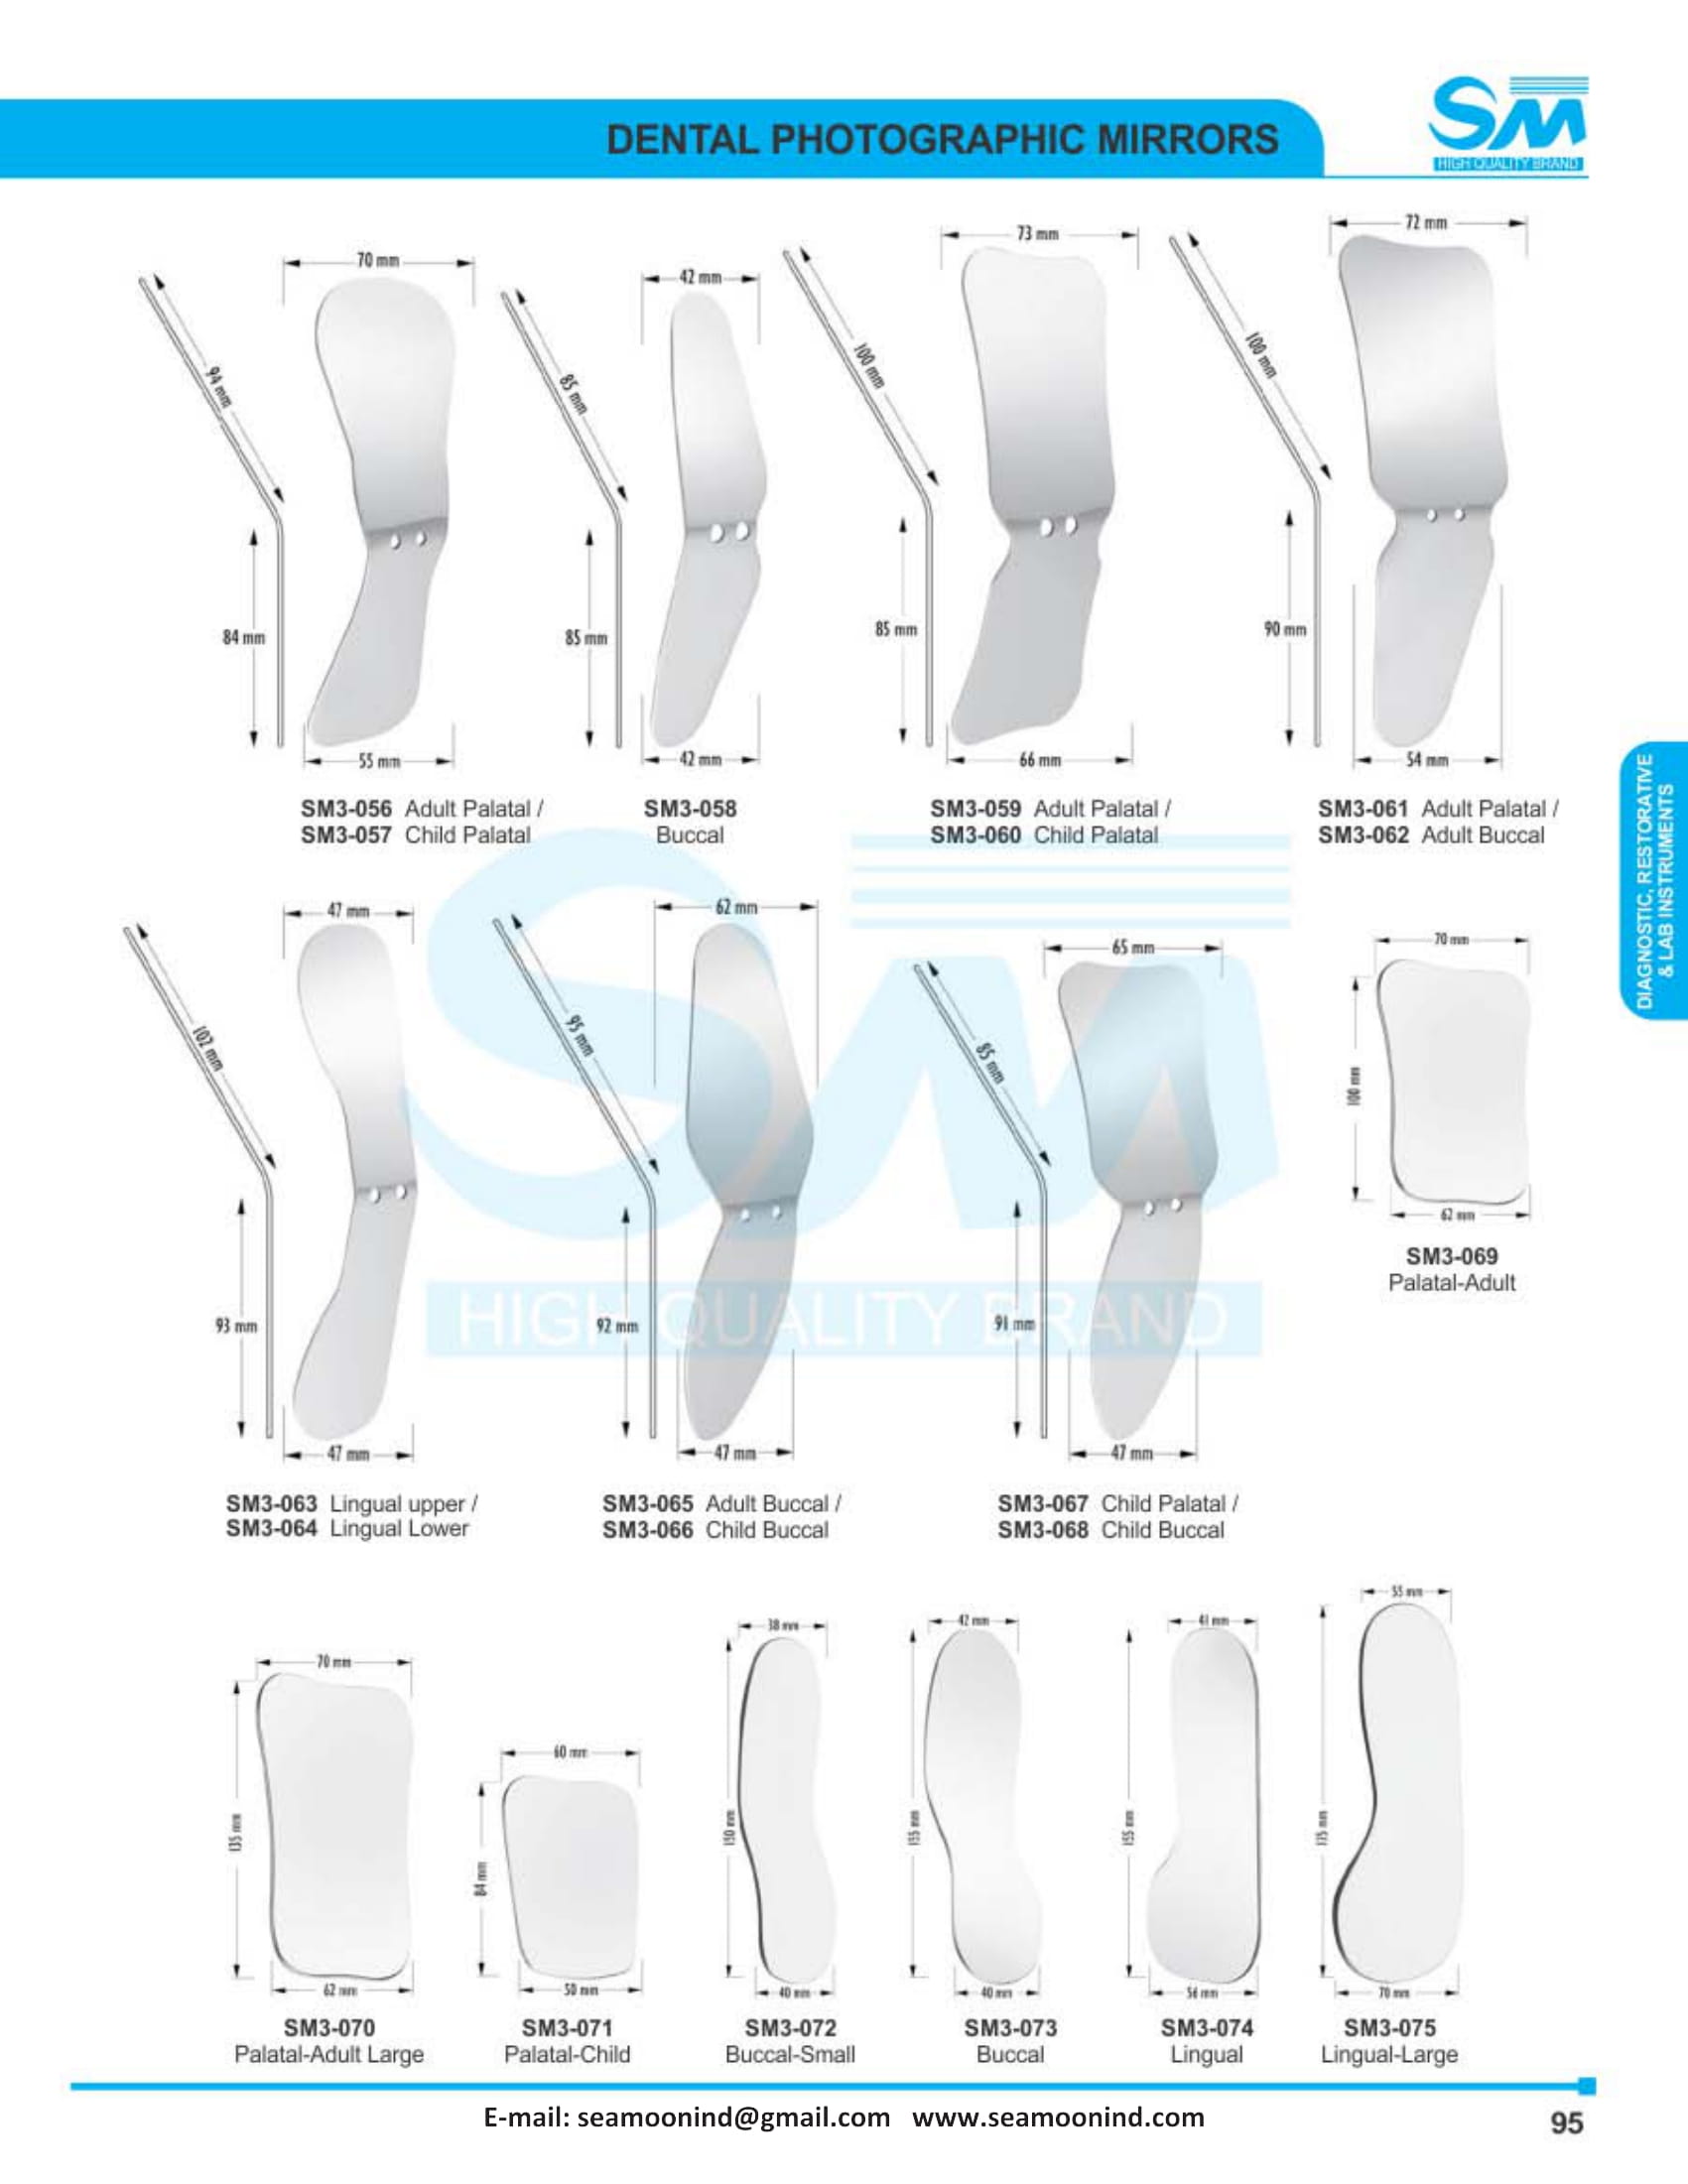 SM
HIGH QUALITY BRAND
DENTAL PHOTOGRAPHIC MIRRORS
70 mm
94 mm
84 mm
55 mm
SM3-056 Adult Palatal /
SM3-057 Child Palatal
42 mm
85 mm
85 mm
42 mm
SM3-058
Buccal
73 mm
100 mm
85 mm
66 mm
SM3-059 Adult Palatal /
SM3-060 Child Palatal
72 mm
100 mm
90 mm
54 mm
SM3-061 Adult Palatal /
SM3-062 Adult Buccal
DIAGNOSTIC, RESTORATIVE
& LAB INSTRUMENTS
47 mm
102 mm
93 mm
47 mm
SM3-063 Lingual upper /
SM3-064 Lingual Lower
62 mm
95 mm
92 mm
47 mm
SM3-065 Adult Buccal /
SM3-066 Child Buccal
65 mm
85 mm
91 mm
47 mm
SM3-067 Child Palatal /
SM3-068 Child Buccal
70 mm
100 mm
62 mm
SM3-069
Palatal-Adult
SM
HIGH QUALITY BRAND
70 mm
135 mm
62 mm
SM3-070
Palatal-Adult Large
60 mm
84 mm
50 mm
SM3-071
Palatal-Child
38 mm
150 mm
40 mm
SM3-072
Buccal-Small
42 mm
155 mm
40 mm
SM3-073
Buccal
41 mm
155 mm
56 mm
SM3-074
Lingual
55 mm
175 mm
70 mm
SM3-075
Lingual-Large
E-mail: seamoonind@gmail.com www.seamoonind.com
95